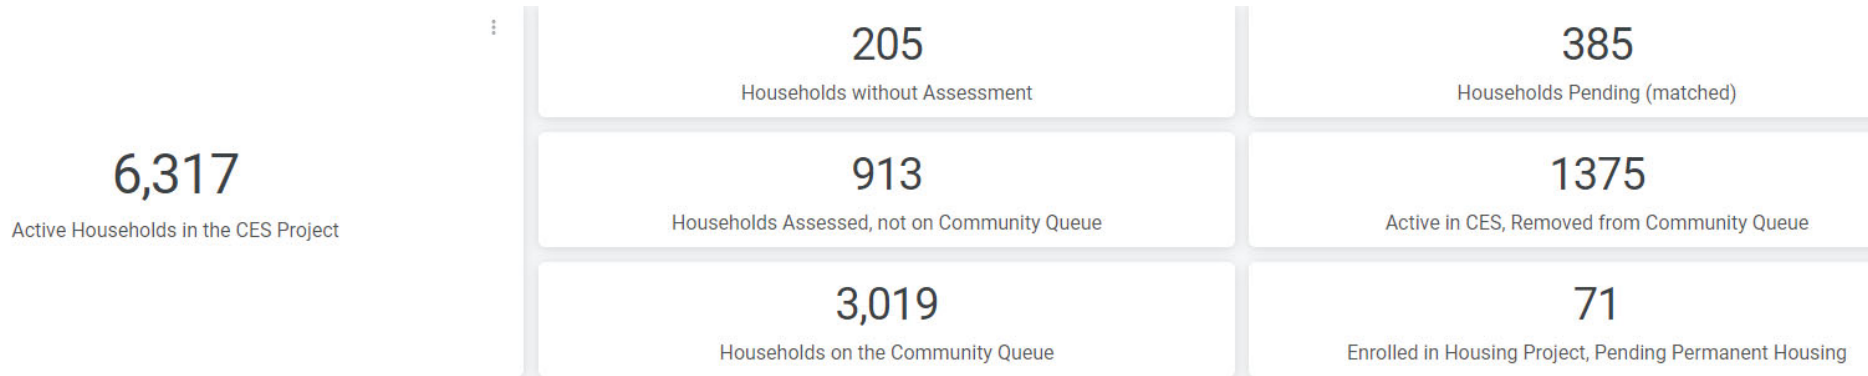 6,317
Active Households in the CES Project
205
Households without Assessment
385
Households Pending (matched)
913
Households Assessed, not on Community Queue
1375
Active in CES, Removed from Community Queue
3,019
Households on the Community Queue
71
Enrolled in Housing Project, Pending Permanent Housing